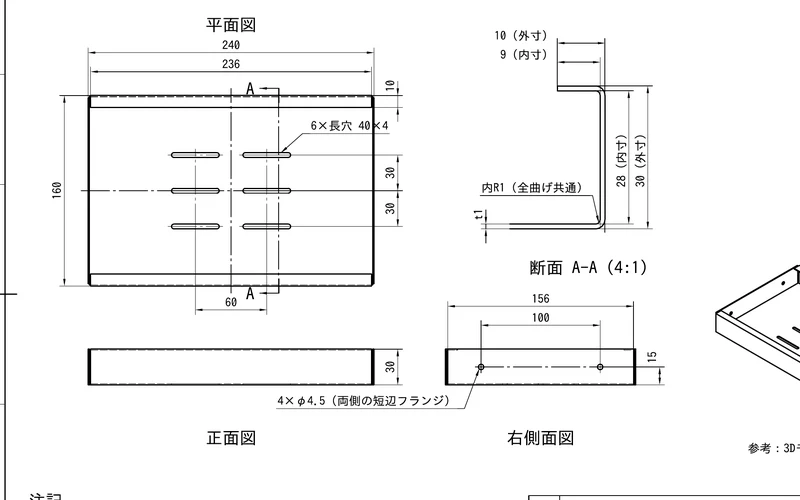 平面図
240
236
A
10
6×長穴 40×4
160
30
30
A
60
10 (外寸)
9 (内寸)
28 (内寸)
30 (外寸)
内R1 (全曲げ共通)
t1
断面 A-A (4:1)
156
100
15
30
4×φ4.5 (両側の短辺フランジ)
正面図
右側面図
参考：3D
注記